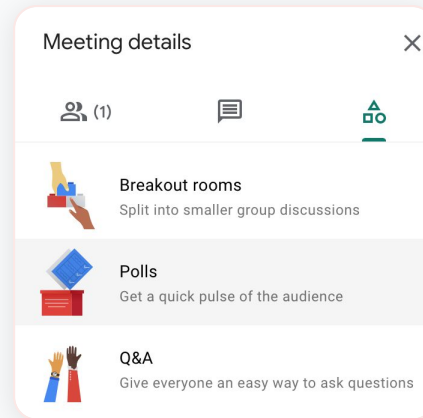 Meeting details
(1)
Breakout rooms
Split into smaller group discussions
Polls
Get a quick pulse of the audience
Q&A
Give everyone an easy way to ask questions